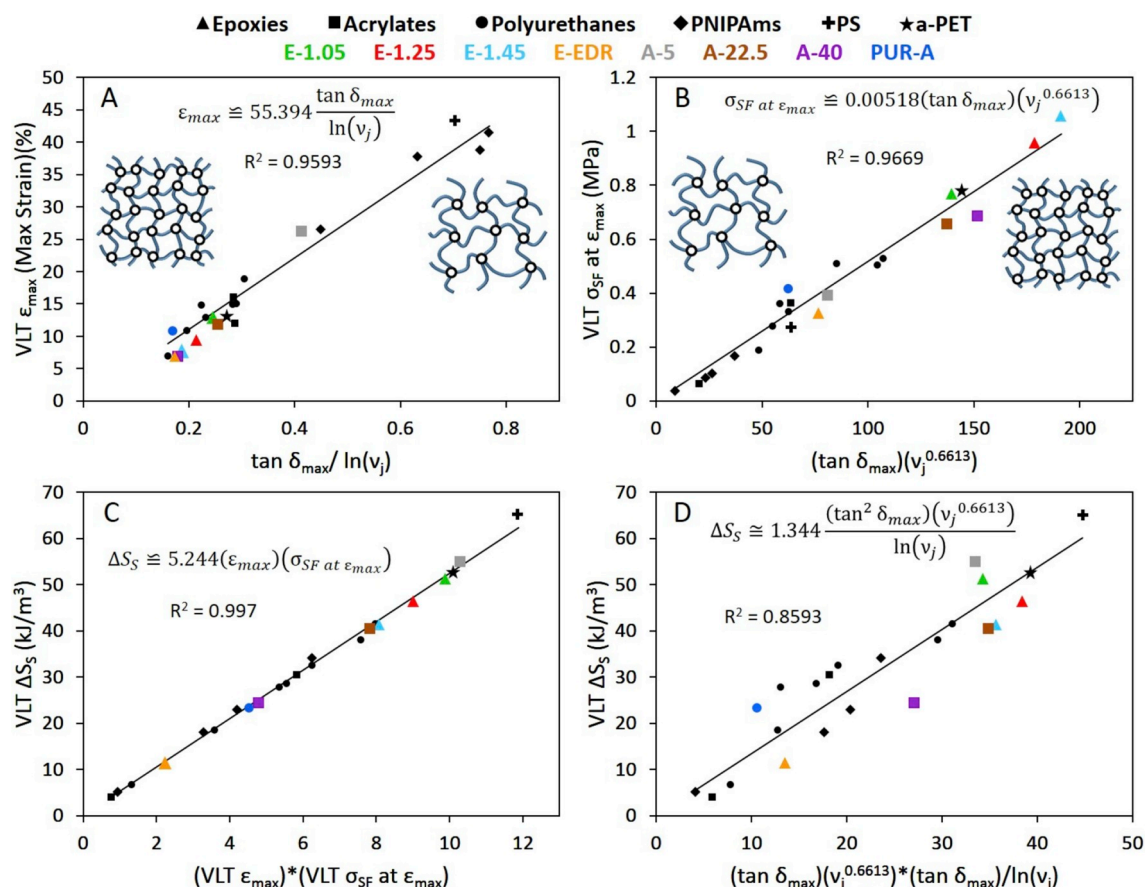 ▲ Epoxies ■ Acrylates ● Polyurethanes ◆ PNIPAms ✚ PS ★ a-PET
E-1.05 E-1.25 E-1.45 E-EDR A-5 A-22.5 A-40 PUR-A
A
ε_max ≌ 55.394 tan δ_max / ln(ν_j)
R² = 0.9593
VLT ε_max (Max Strain)(%)
50
45
40
35
30
25
20
15
10
5
0
0 0.2 0.4 0.6 0.8
tan δ_max/ ln(ν_j)
B
σ_SF at ε_max ≌ 0.00518(tan δ_max)(ν_j^0.6613)
R² = 0.9669
VLT σ_SF at ε_max (MPa)
1.2
1
0.8
0.6
0.4
0.2
0
0 50 100 150 200
(tan δ_max)(ν_j^0.6613)
C
ΔS_S ≌ 5.244(ε_max)(σ_SF at ε_max)
R² = 0.997
VLT ΔS_S (kJ/m³)
70
60
50
40
30
20
10
0
0 2 4 6 8 10 12
(VLT ε_max)*(VLT σ_SF at ε_max)
D
ΔS_S ≅ 1.344 (tan² δ_max)(ν_j^0.6613) / ln(ν_j)
R² = 0.8593
VLT ΔS_S (kJ/m³)
70
60
50
40
30
20
10
0
0 10 20 30 40 50
(tan δ_max)(ν_j^0.6613)*(tan δ_max)/ln(ν_j)